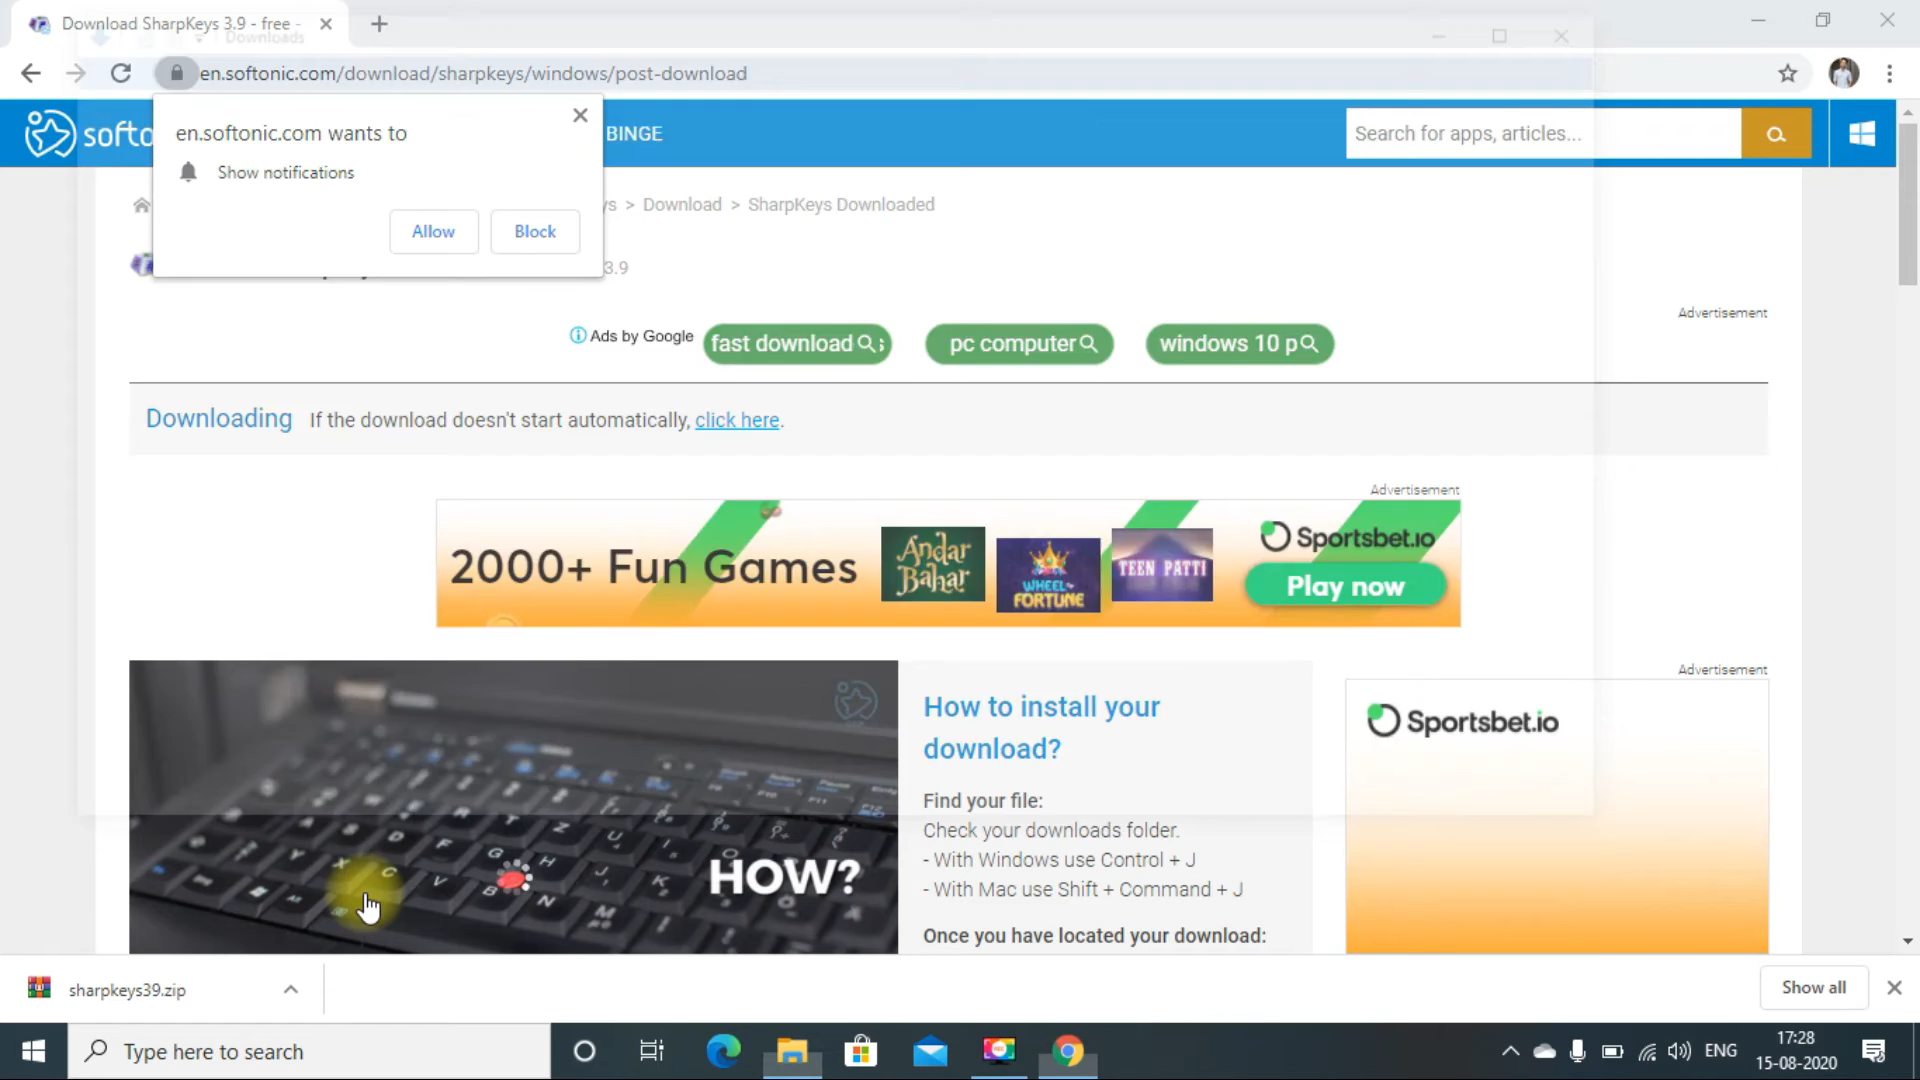 Download SharpKeys 3.9 - free -
Downloads
en.softonic.com/download/sharpkeys/windows/post-download
en.softonic.com wants to
Show notifications
Allow
Block
softo
BINGE
Search for apps, articles...
ys > Download > SharpKeys Downloaded
3.9
Advertisement
Ads by Google
fast download
pc computer
windows 10 p
Downloading If the download doesn't start automatically, click here.
Advertisement
2000+ Fun Games
Andar Bahar
WHEEL OF FORTUNE
TEEN PATTI
Sportsbet.io
Play now
HOW?
How to install your
download?
Find your file:
Check your downloads folder.
- With Windows use Control + J
- With Mac use Shift + Command + J
Once you have located your download:
Advertisement
Sportsbet.io
sharpkeys39.zip
Show all
Type here to search
ENG
17:28
15-08-2020